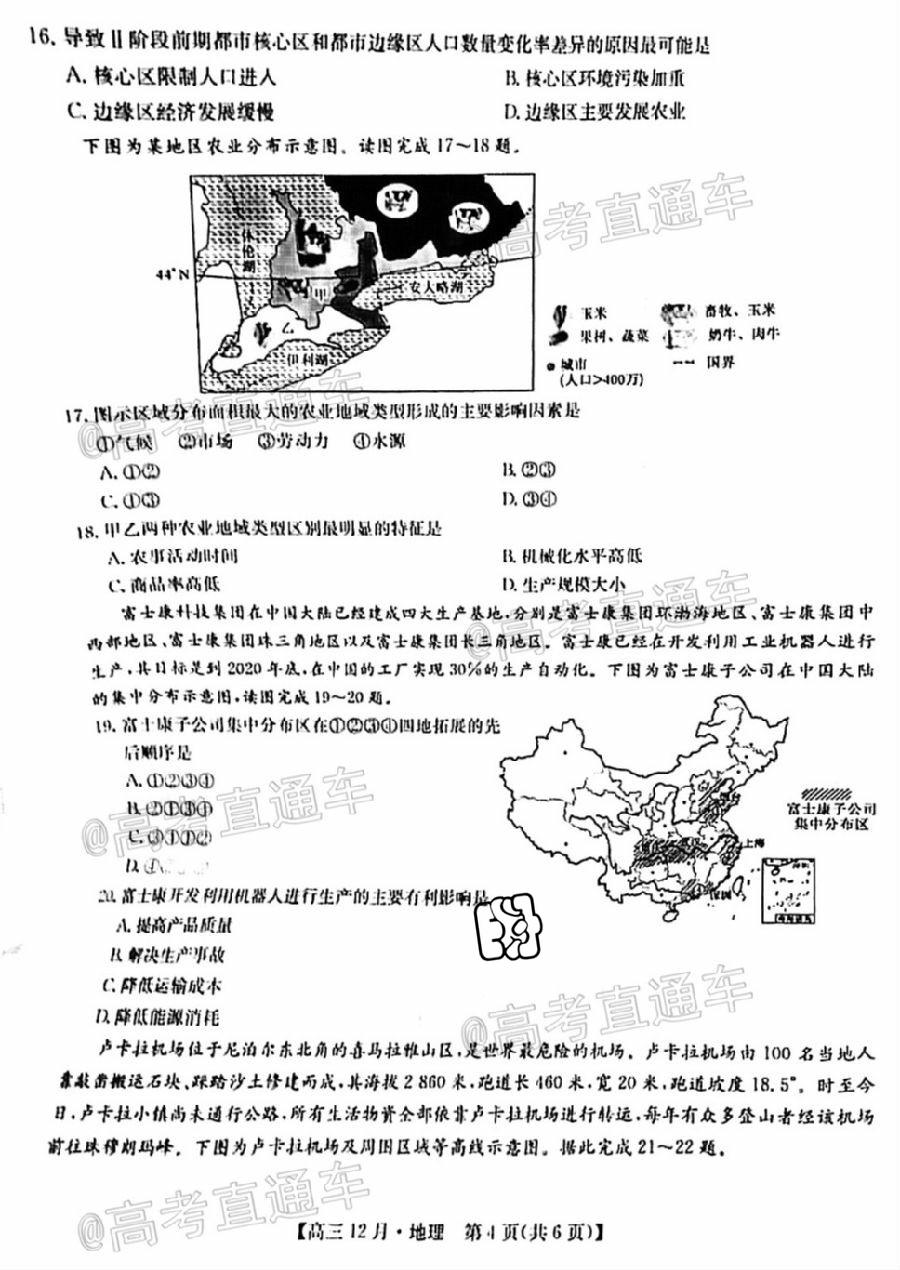 16.导致Ⅱ阶段前期都市核心区和都市边缘区人口数量变化率差异的原因最可能是
A.核心区限制人口进入 B.核心区环境污染加重
C.边缘区经济发展缓慢 D.边缘区主要发展农业
下图为某地区农业分布示意图。读图完成17～18题。
休伦湖
44°N
甲
安大略湖
乙
伊利湖
玉米 畜牧、玉米
果树、蔬菜 奶牛、肉牛
城市 国界
(人口>400万)
17.图示区域分布面积最大的农业地域类型形成的主要影响因素是
①气候 ②市场 ③劳动力 ④水源
A.①② B.②③
C.①③ D.③④
18.甲乙两种农业地域类型区别最明显的特征是
A.农事活动时间 B.机械化水平高低
C.商品率高低 D.生产规模大小
富士康科技集团在中国大陆已经建成四大生产基地,分别是富士康集团环渤海地区、富士康集团中
西部地区、富士康集团珠三角地区以及富士康集团长三角地区。富士康已经在开发利用工业机器人进行
生产,其目标是到2020年底,在中国的工厂实现30%的生产自动化。下图为富士康子公司在中国大陆
的集中分布示意图,读图完成19～20题。
19.富士康子公司集中分布区在①②③④四地拓展的先
后顺序是
A.①②③④
B.②①③④
C.
D.
富士康子公司
集中分布区
上海
深圳
20.富士康开发利用机器人进行生产的主要有利影响是
A.提高产品质量
B.解决生产事故
C.降低运输成本
D.降低能源消耗
卢卡拉机场位于尼泊尔东北角的喜马拉雅山区,是世界最危险的机场。卢卡拉机场由100名当地人
靠敲凿搬运石块、踩踏沙土修建而成,其海拔2860米,跑道长460米,宽20米,跑道坡度18.5°。时至今
日,卢卡拉小镇尚未通行公路,所有生活物资全部依靠卢卡拉机场进行转运,每年有众多登山者经该机场
前往珠穆朗玛峰。下图为卢卡拉机场及周围区域等高线示意图。据此完成21～22题。
【高三12月·地理 第4页(共6页)】
@高考直通车
@高考直通车
@高考直通车
@高考直通车
@高考直通车
@高考直通车